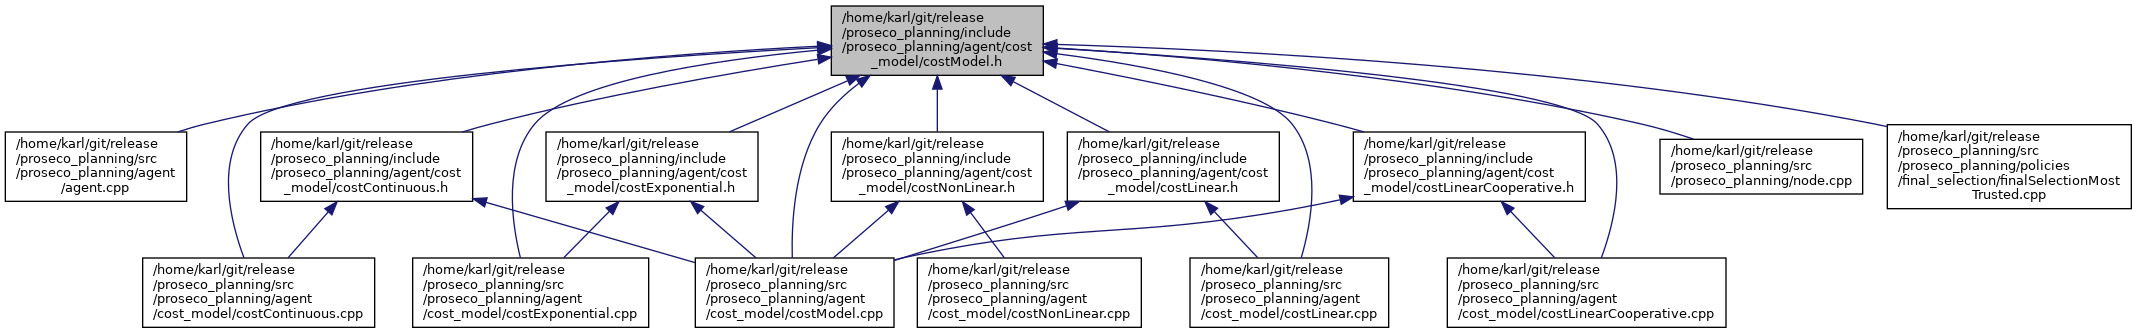 /home/karl/git/release
/proseco_planning/include
/proseco_planning/agent/cost
_model/costModel.h
/home/karl/git/release
/proseco_planning/src
/proseco_planning/agent
/agent.cpp
/home/karl/git/release
/proseco_planning/include
/proseco_planning/agent/cost
_model/costContinuous.h
/home/karl/git/release
/proseco_planning/include
/proseco_planning/agent/cost
_model/costExponential.h
/home/karl/git/release
/proseco_planning/include
/proseco_planning/agent/cost
_model/costNonLinear.h
/home/karl/git/release
/proseco_planning/include
/proseco_planning/agent/cost
_model/costLinear.h
/home/karl/git/release
/proseco_planning/include
/proseco_planning/agent/cost
_model/costLinearCooperative.h
/home/karl/git/release
/proseco_planning/src
/proseco_planning/node.cpp
/home/karl/git/release
/proseco_planning/src
/proseco_planning/policies
/final_selection/finalSelectionMost
Trusted.cpp
/home/karl/git/release
/proseco_planning/src
/proseco_planning/agent
/cost_model/costContinuous.cpp
/home/karl/git/release
/proseco_planning/src
/proseco_planning/agent
/cost_model/costExponential.cpp
/home/karl/git/release
/proseco_planning/src
/proseco_planning/agent
/cost_model/costModel.cpp
/home/karl/git/release
/proseco_planning/src
/proseco_planning/agent
/cost_model/costNonLinear.cpp
/home/karl/git/release
/proseco_planning/src
/proseco_planning/agent
/cost_model/costLinear.cpp
/home/karl/git/release
/proseco_planning/src
/proseco_planning/agent
/cost_model/costLinearCooperative.cpp